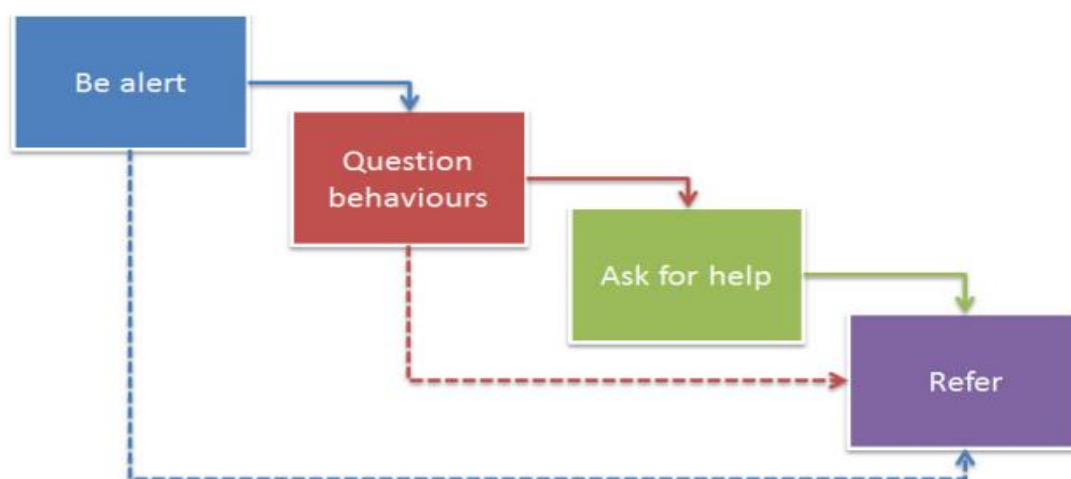 Be alert
Question
behaviours
Ask for help
Refer